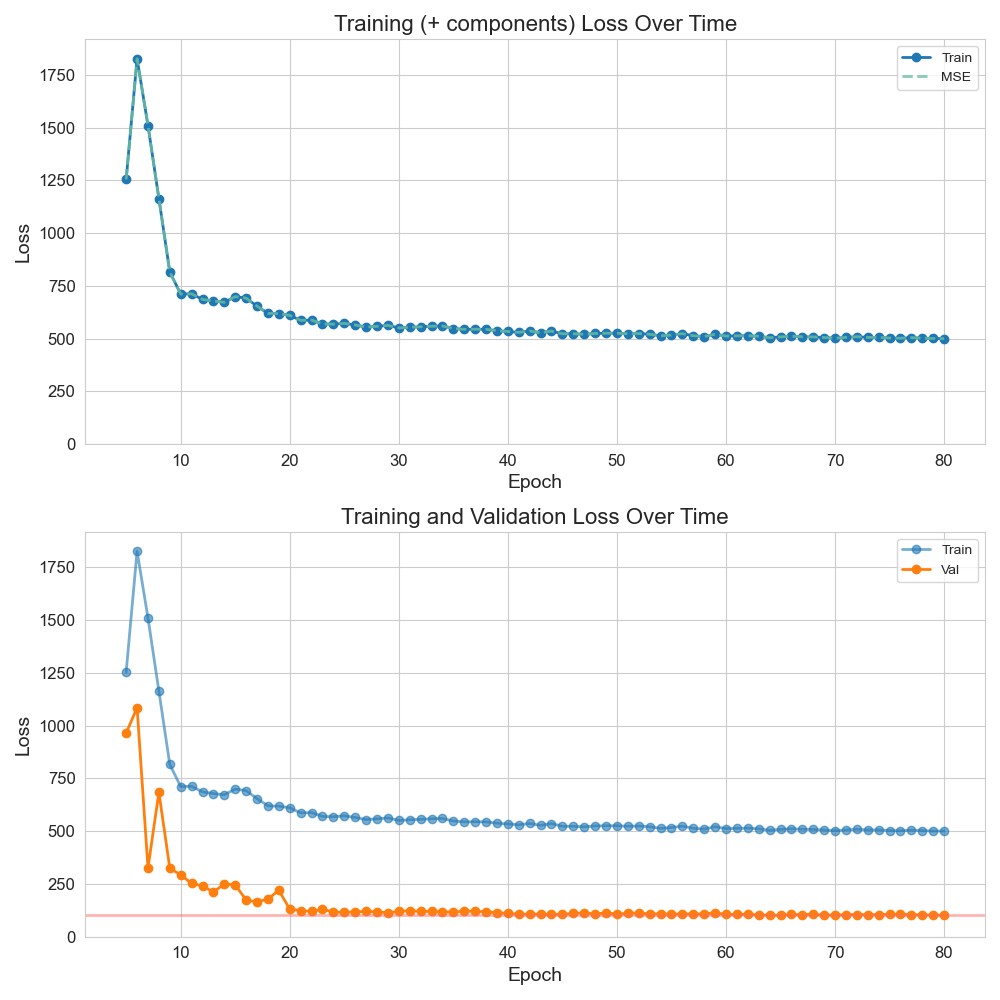 Training (+ components) Loss Over Time
Train
MSE
1750
1500
1250
1000
750
500
250
0
Loss
10 20 30 40 50 60 70 80
Epoch
Training and Validation Loss Over Time
Train
Val
1750
1500
1250
1000
750
500
250
0
Loss
10 20 30 40 50 60 70 80
Epoch